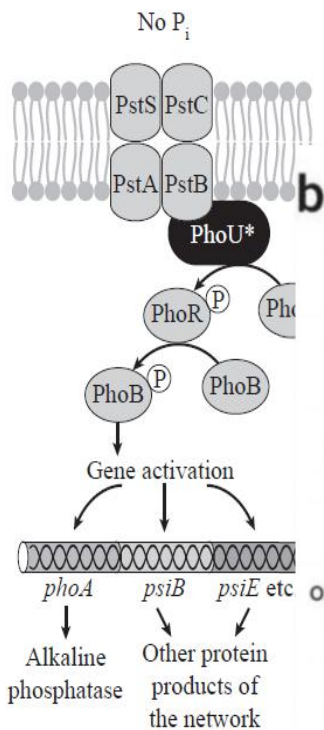 No Pi
PstS PstC
PstA PstB
b
PhoU*
PhoR P
PhoB P PhoB
Gene activation
phoA psiB psiE etc
Alkaline
phosphatase
Other protein
products of
the network